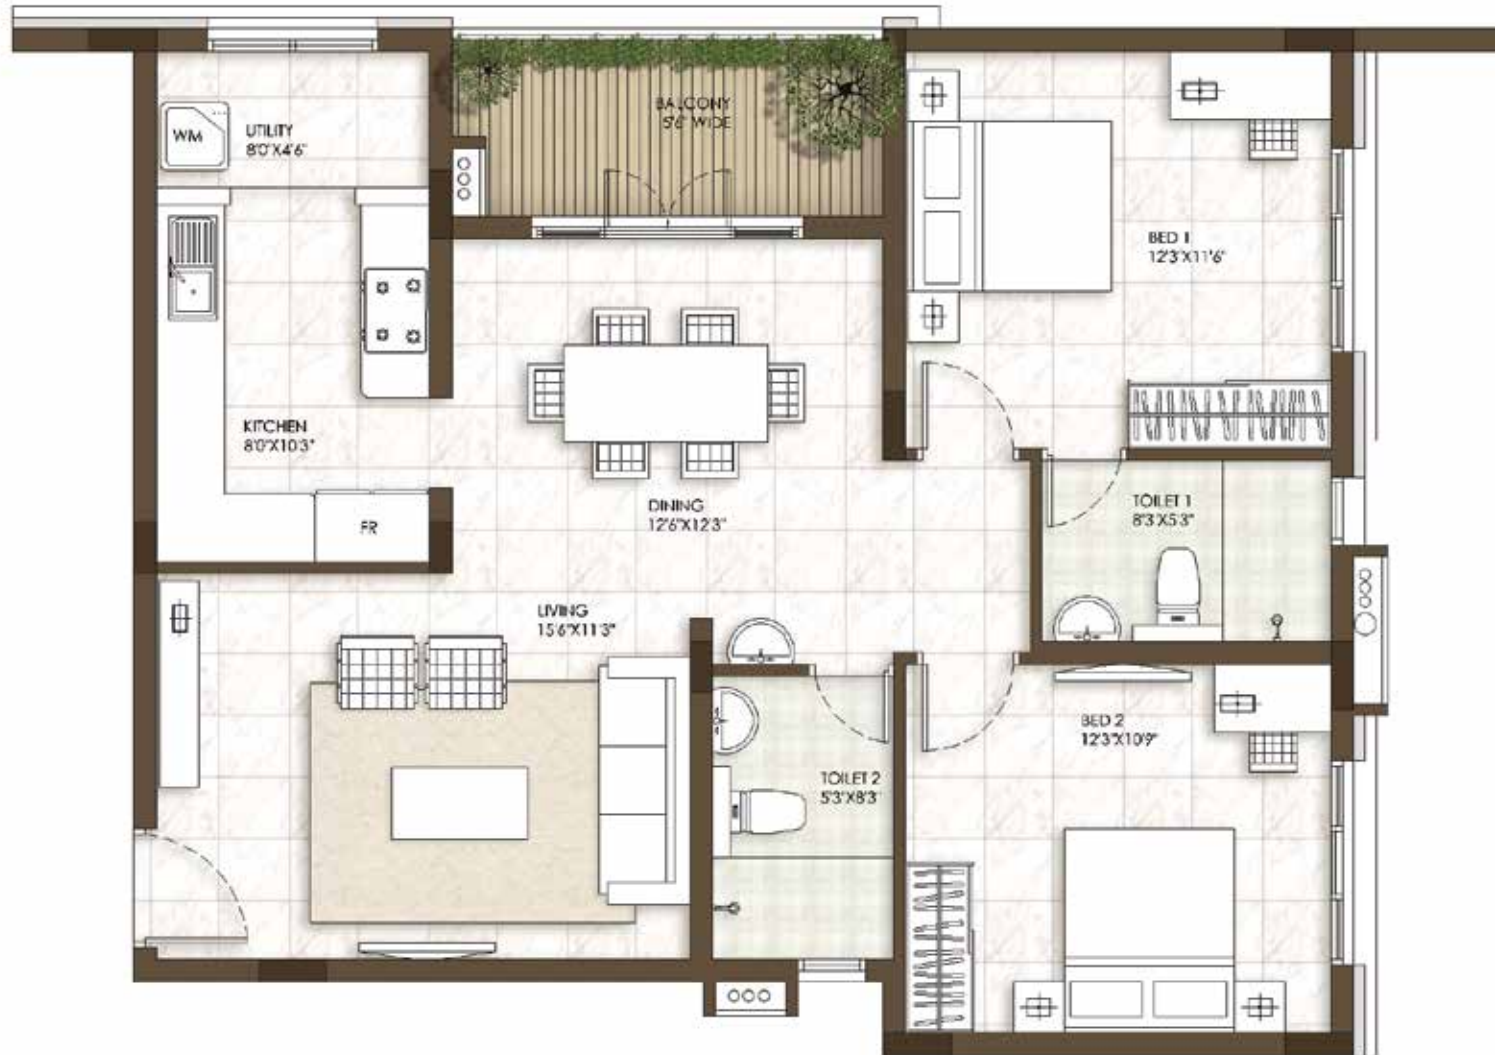 BALCONY
5'6" WIDE
WM
UTILITY
8'0"X4'6"
BED 1
12'3"X11'6"
KITCHEN
8'0"X10'3"
FR
DINING
12'6"X12'3"
TOILET 1
8'3X5'3"
LIVING
15'6"X11'3"
BED 2
12'3"X10'9"
TOILET 2
5'3"X8'3"